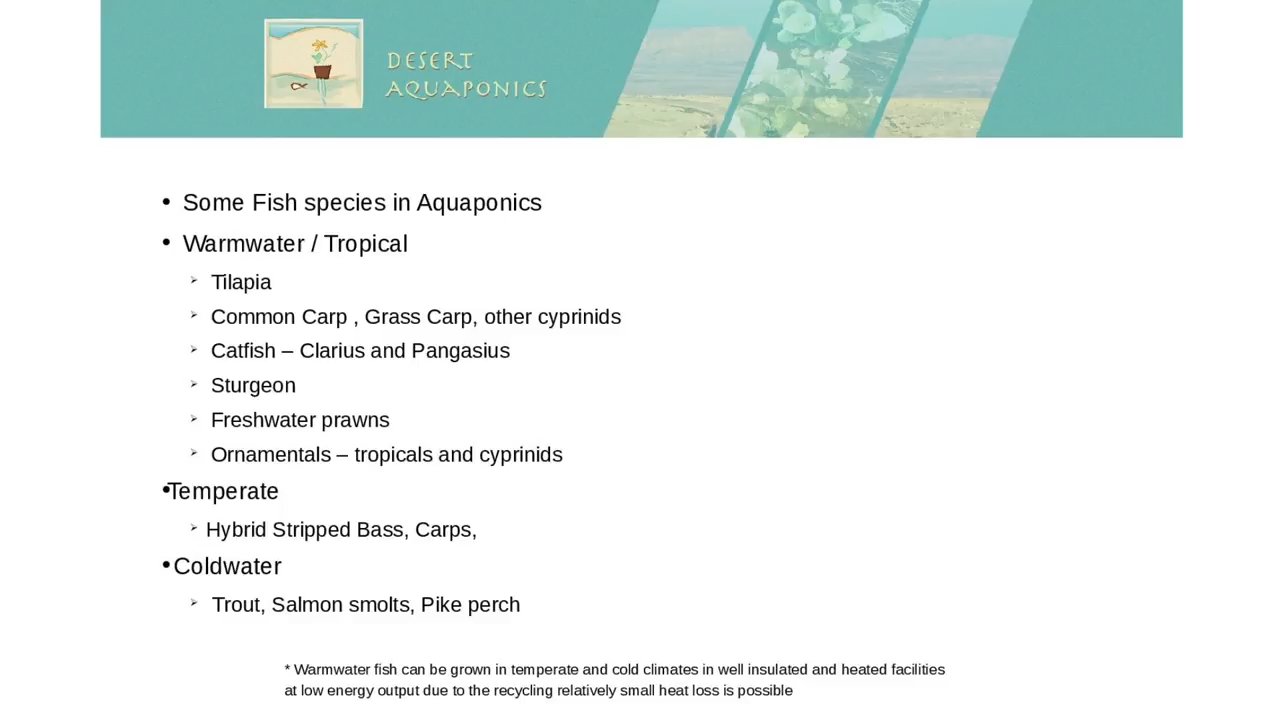 DESERT
AQUAPONICS
• Some Fish species in Aquaponics
• Warmwater / Tropical
➢ Tilapia
➢ Common Carp , Grass Carp, other cyprinids
➢ Catfish – Clarius and Pangasius
➢ Sturgeon
➢ Freshwater prawns
➢ Ornamentals – tropicals and cyprinids
•Temperate
➢ Hybrid Stripped Bass, Carps,
• Coldwater
➢ Trout, Salmon smolts, Pike perch
* Warmwater fish can be grown in temperate and cold climates in well insulated and heated facilities
at low energy output due to the recycling relatively small heat loss is possible